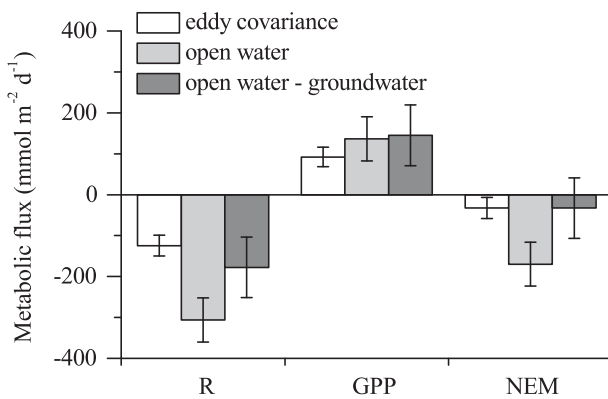 400
200
0
-200
-400
Metabolic flux (mmol m⁻² d⁻¹)
eddy covariance
open water
open water - groundwater
R GPP NEM